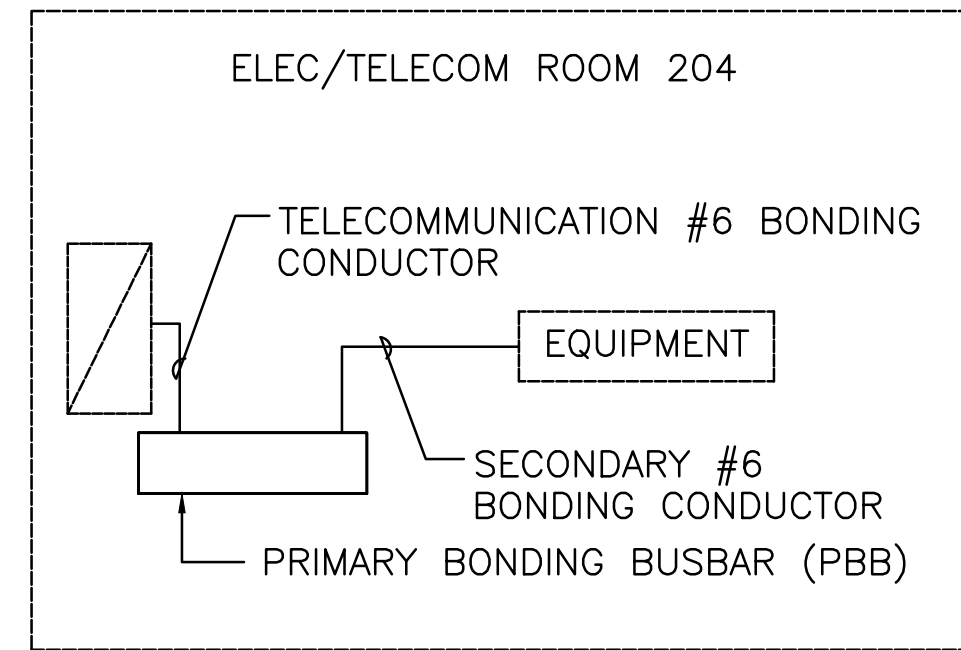 ELEC/TELECOM ROOM 204
TELECOMMUNICATION #6 BONDING
CONDUCTOR
EQUIPMENT
SECONDARY #6
BONDING CONDUCTOR
PRIMARY BONDING BUSBAR (PBB)